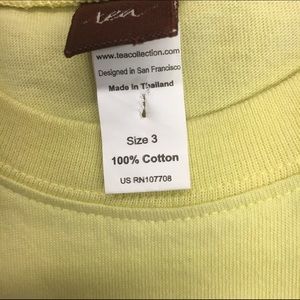 tea
www.teacollection.com
Designed in San Francisco
Made in Thailand
Size 3
100% Cotton
US RN107708